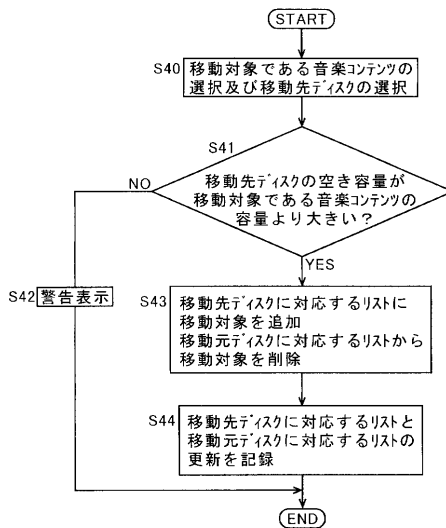 START
S40
移動対象である音楽コンテンツの
選択及び移動先ディスクの選択
S41
移動先ディスクの空き容量が
移動対象である音楽コンテンツの
容量より大きい？
NO
YES
S42
警告表示
S43
移動先ディスクに対応するリストに
移動対象を追加
移動元ディスクに対応するリストから
移動対象を削除
S44
移動先ディスクに対応するリストと
移動元ディスクに対応するリストの
更新を記録
END